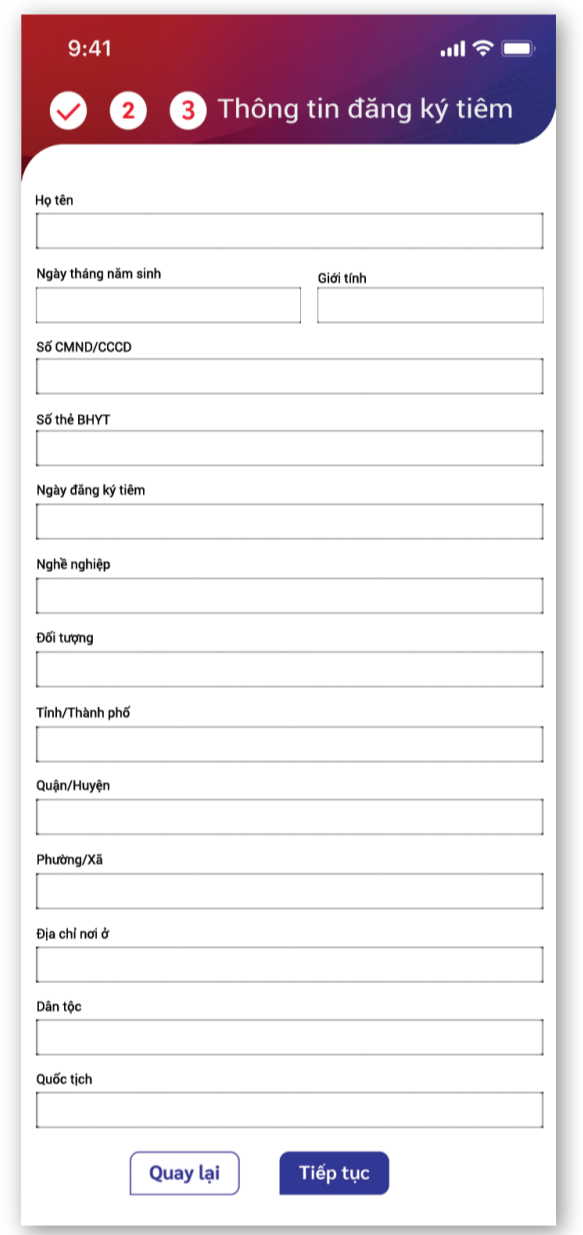 9:41
2 3 Thông tin đăng ký tiêm
Họ tên
Ngày tháng năm sinh Giới tính
Số CMND/CCCD
Số thẻ BHYT
Ngày đăng ký tiêm
Nghề nghiệp
Đối tượng
Tỉnh/Thành phố
Quận/Huyện
Phường/Xã
Địa chỉ nơi ở
Dân tộc
Quốc tịch
Quay lại Tiếp tục